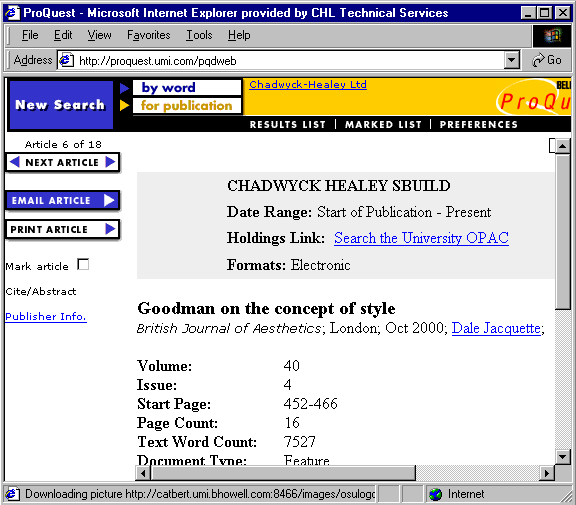 ProQuest - Microsoft Internet Explorer provided by CHL Technical Services
File Edit View Favorites Tools Help
Address http://proquest.umi.com/pqdweb Go
New Search by word Chadwyck-Healey Ltd BELL
for publication ProQu
RESULTS LIST | MARKED LIST | PREFERENCES
Article 6 of 18
NEXT ARTICLE
EMAIL ARTICLE
PRINT ARTICLE
Mark article
Cite/Abstract
Publisher Info.
CHADWYCK HEALEY SBUILD
Date Range: Start of Publication - Present
Holdings Link: Search the University OPAC
Formats: Electronic
Goodman on the concept of style
British Journal of Aesthetics; London; Oct 2000; Dale Jacquette;
Volume: 40
Issue: 4
Start Page: 452-466
Page Count: 16
Text Word Count: 7527
Document Type: Feature
Downloading picture http://catbert.umi.bhowell.com:8466/images/osulogo Internet